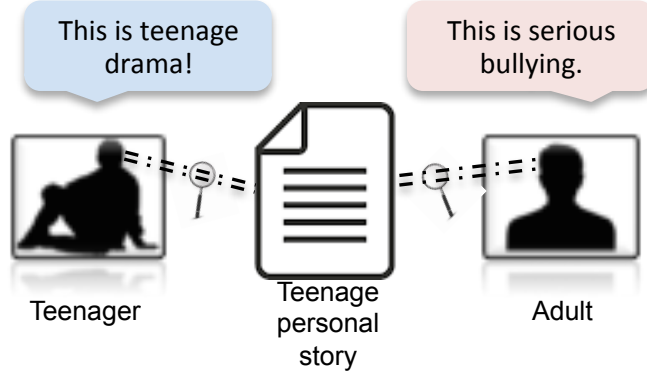 This is teenage
drama!
This is serious
bullying.
Teenager
Teenage
personal
story
Adult